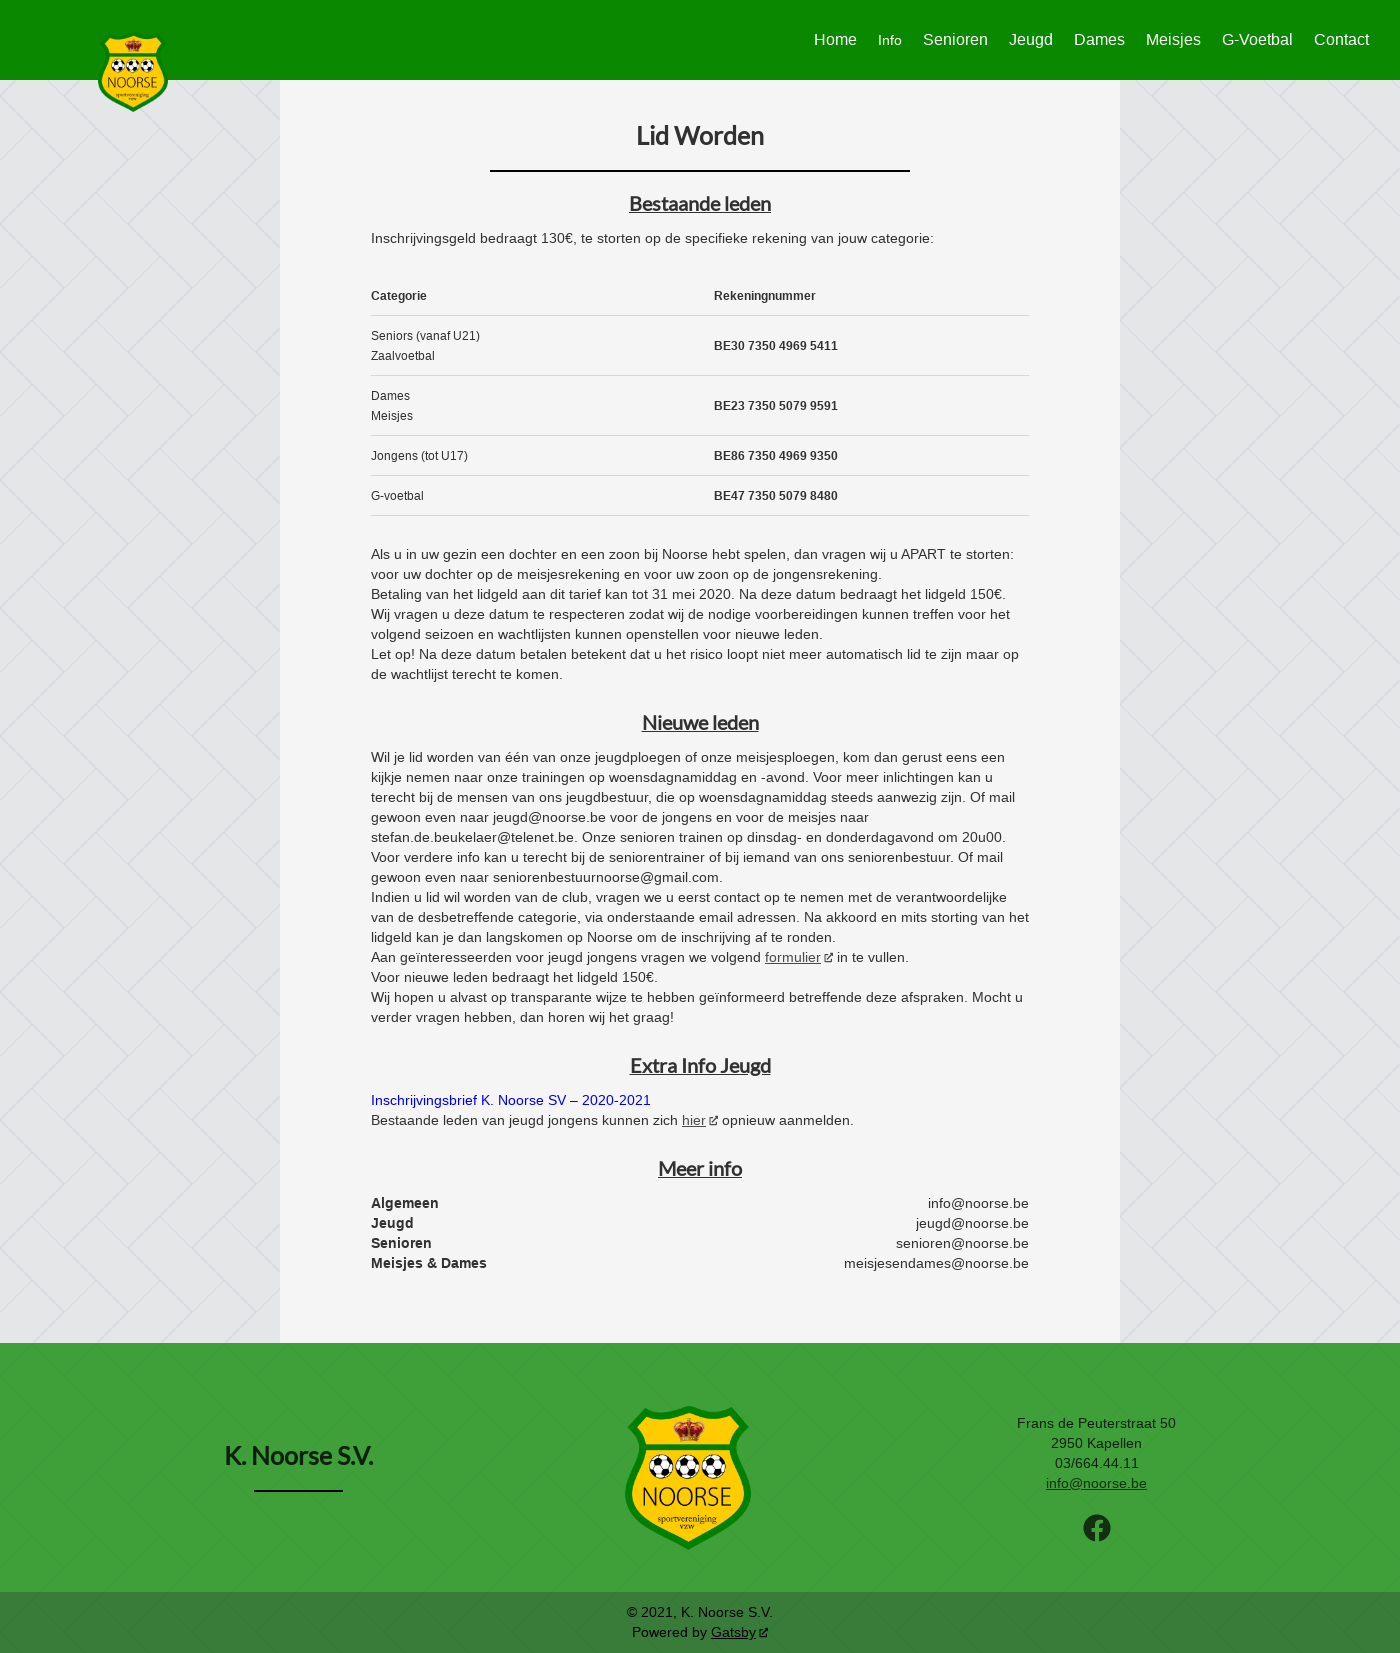 Home Info Senioren Jeugd Dames Meisjes G-Voetbal Contact
NOORSE
sportvereniging
vzw
Lid Worden
Bestaande leden
Inschrijvingsgeld bedraagt 130€, te storten op de specifieke rekening van jouw categorie:
Categorie Rekeningnummer
Seniors (vanaf U21)
Zaalvoetbal
BE30 7350 4969 5411
Dames
Meisjes
BE23 7350 5079 9591
Jongens (tot U17) BE86 7350 4969 9350
G-voetbal BE47 7350 5079 8480
Als u in uw gezin een dochter en een zoon bij Noorse hebt spelen, dan vragen wij u APART te storten:
voor uw dochter op de meisjesrekening en voor uw zoon op de jongensrekening.
Betaling van het lidgeld aan dit tarief kan tot 31 mei 2020. Na deze datum bedraagt het lidgeld 150€.
Wij vragen u deze datum te respecteren zodat wij de nodige voorbereidingen kunnen treffen voor het
volgend seizoen en wachtlijsten kunnen openstellen voor nieuwe leden.
Let op! Na deze datum betalen betekent dat u het risico loopt niet meer automatisch lid te zijn maar op
de wachtlijst terecht te komen.
Nieuwe leden
Wil je lid worden van één van onze jeugdploegen of onze meisjesploegen, kom dan gerust eens een
kijkje nemen naar onze trainingen op woensdagnamiddag en -avond. Voor meer inlichtingen kan u
terecht bij de mensen van ons jeugdbestuur, die op woensdagnamiddag steeds aanwezig zijn. Of mail
gewoon even naar jeugd@noorse.be voor de jongens en voor de meisjes naar
stefan.de.beukelaer@telenet.be. Onze senioren trainen op dinsdag- en donderdagavond om 20u00.
Voor verdere info kan u terecht bij de seniorentrainer of bij iemand van ons seniorenbestuur. Of mail
gewoon even naar seniorenbestuurnoorse@gmail.com.
Indien u lid wil worden van de club, vragen we u eerst contact op te nemen met de verantwoordelijke
van de desbetreffende categorie, via onderstaande email adressen. Na akkoord en mits storting van het
lidgeld kan je dan langskomen op Noorse om de inschrijving af te ronden.
Aan geïnteresseerden voor jeugd jongens vragen we volgend formulier in te vullen.
Voor nieuwe leden bedraagt het lidgeld 150€.
Wij hopen u alvast op transparante wijze te hebben geïnformeerd betreffende deze afspraken. Mocht u
verder vragen hebben, dan horen wij het graag!
Extra Info Jeugd
Inschrijvingsbrief K. Noorse SV – 2020-2021
Bestaande leden van jeugd jongens kunnen zich hier opnieuw aanmelden.
Meer info
Algemeen info@noorse.be
Jeugd jeugd@noorse.be
Senioren senioren@noorse.be
Meisjes & Dames meisjesendames@noorse.be
K. Noorse S.V.
NOORSE
sportvereniging
vzw
Frans de Peuterstraat 50
2950 Kapellen
03/664.44.11
info@noorse.be
© 2021, K. Noorse S.V.
Powered by Gatsby